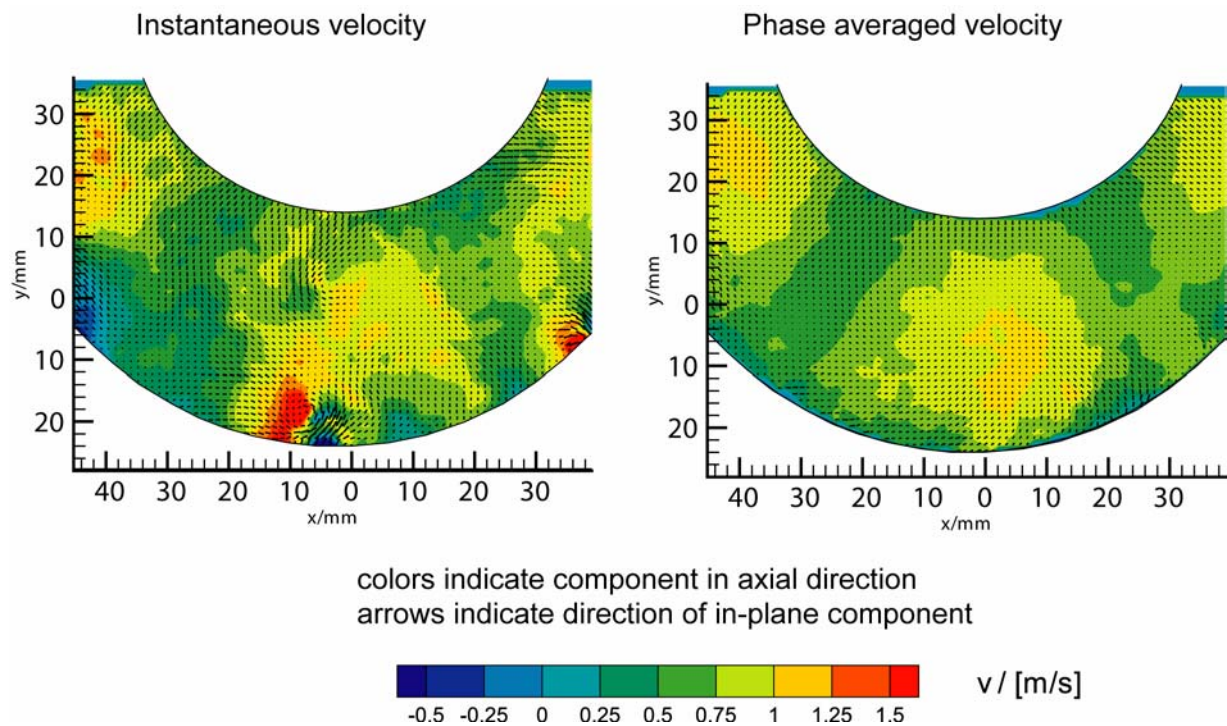 Instantaneous velocity
Phase averaged velocity
30
20
10
0
10
20
y/mm
40 30 20 10 0 10 20 30
x/mm
30
20
10
0
10
20
y/mm
40 30 20 10 0 10 20 30
x/mm
colors indicate component in axial direction
arrows indicate direction of in-plane component
-0.5 -0.25 0 0.25 0.5 0.75 1 1.25 1.5
v / [m/s]